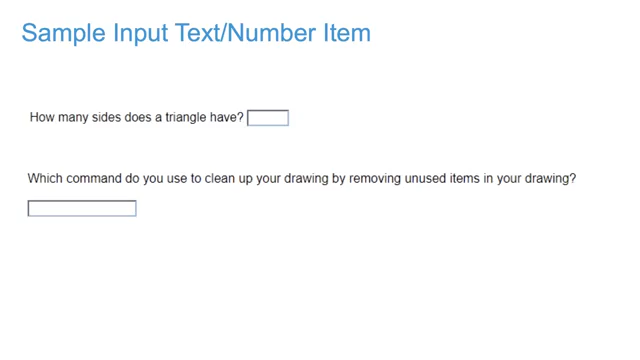 Sample Input Text/Number Item
How many sides does a triangle have?
Which command do you use to clean up your drawing by removing unused items in your drawing?